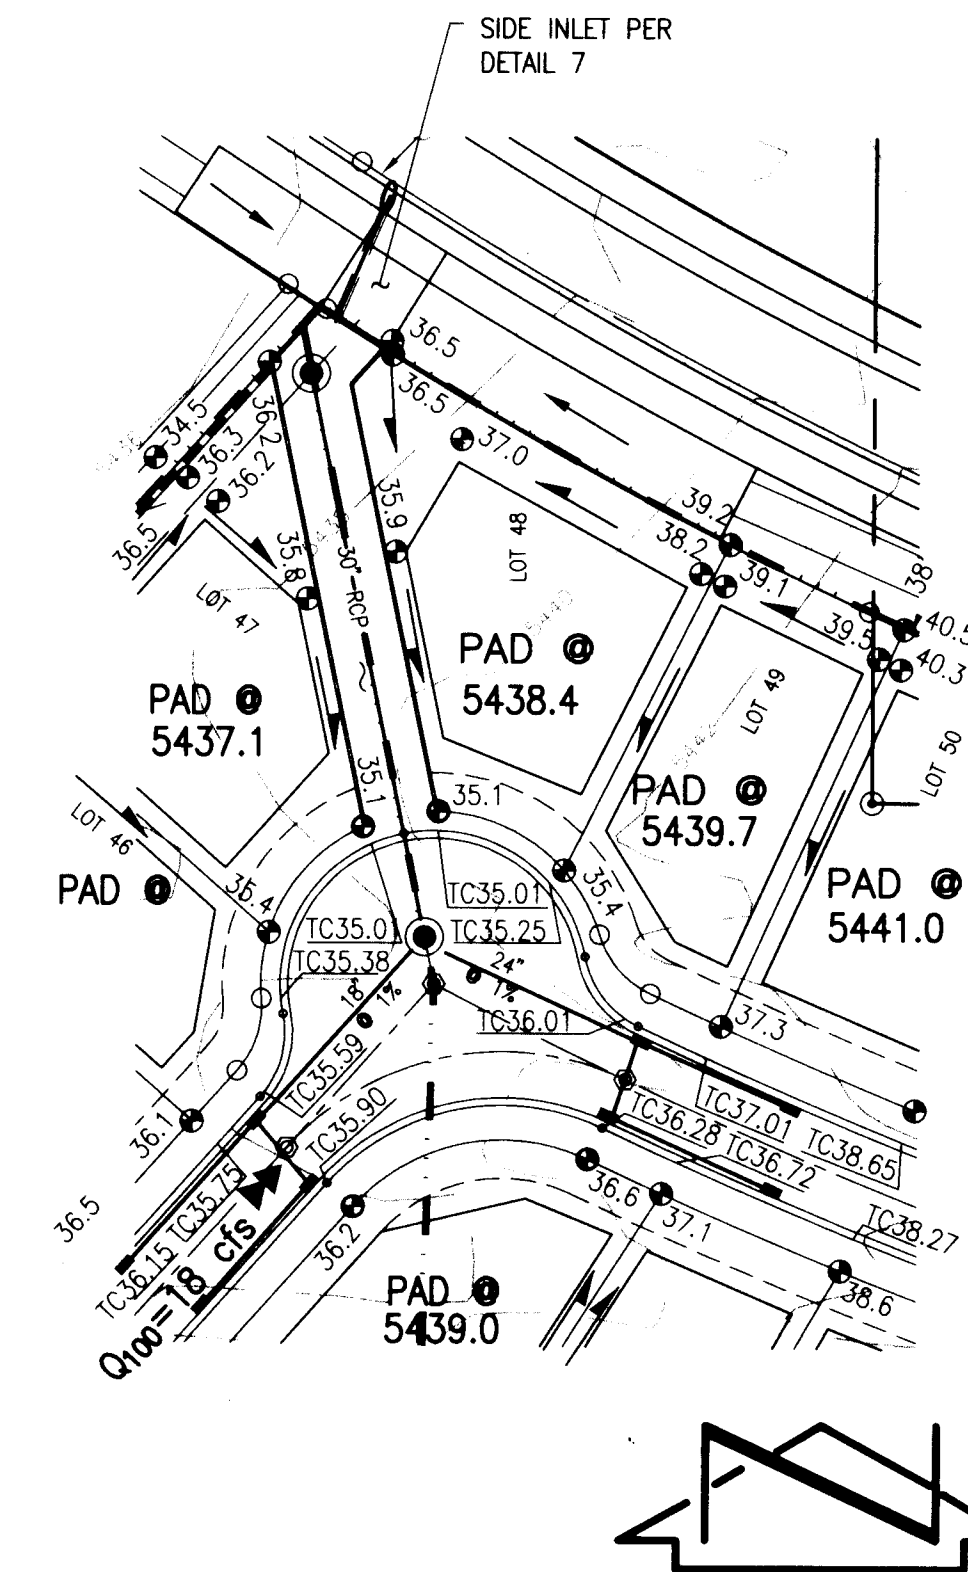 SIDE INLET PER
DETAIL 7
36.5
36.5
37.0
34.5
36.3
36.2
36.2
36.5
35.9
35.8
30" RCP
LOT 48
LOT 47
39.2
38.2
39.1
38
39.5
40.5
40.3
PAD @
5438.4
LOT 49
PAD @
5437.1
LOT 50
35.1
35.1
PAD @
5439.7
LOT 46
PAD @
35.4
35.4
PAD @
5441.0
TC35.01
TC35.25
TC35.01
TC35.38
24"
@ 1%
18"
@ 1%
TC36.01
37.3
TC35.59
TC35.90
TC37.01
TC36.28
TC38.65
TC36.72
36.1
36.5
TC35.75
TC36.15
Q100=18 cfs
36.2
36.6
37.1
TC38.27
38.6
PAD @
5439.0